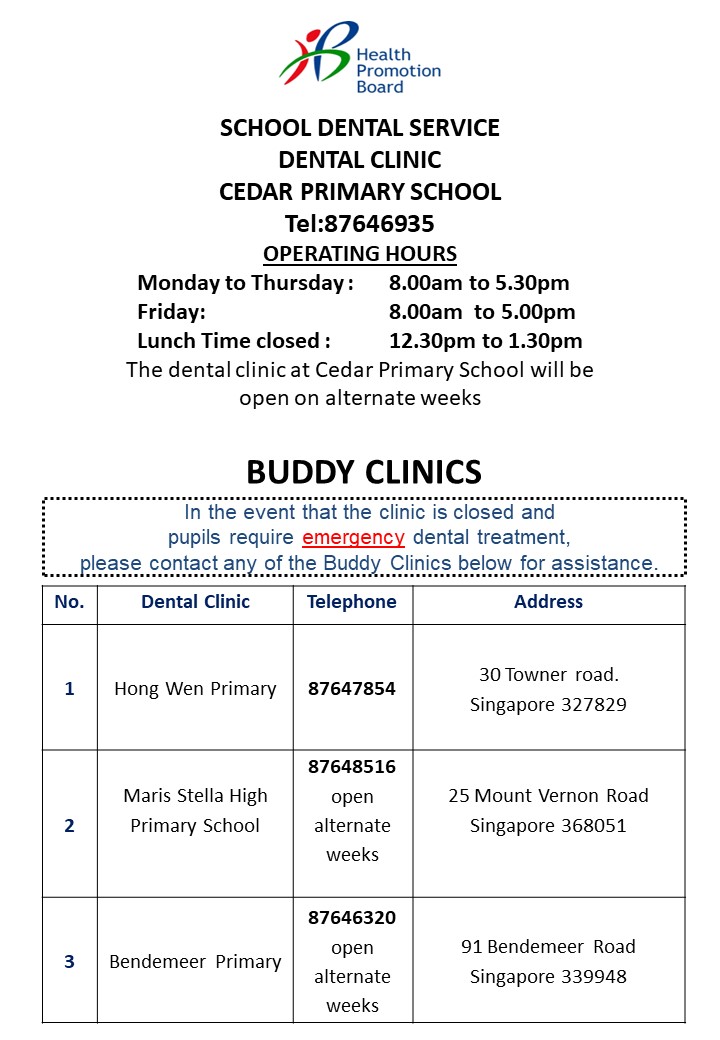 Health
Promotion
Board
SCHOOL DENTAL SERVICE
DENTAL CLINIC
CEDAR PRIMARY SCHOOL
Tel:87646935
OPERATING HOURS
Monday to Thursday : 8.00am to 5.30pm
Friday: 8.00am to 5.00pm
Lunch Time closed : 12.30pm to 1.30pm
The dental clinic at Cedar Primary School will be
open on alternate weeks
BUDDY CLINICS
In the event that the clinic is closed and
pupils require emergency dental treatment,
please contact any of the Buddy Clinics below for assistance.
No. Dental Clinic Telephone Address
1 Hong Wen Primary 87647854 30 Towner road.
Singapore 327829
2 Maris Stella High
Primary School
87648516
open
alternate
weeks
25 Mount Vernon Road
Singapore 368051
3 Bendemeer Primary
87646320
open
alternate
weeks
91 Bendemeer Road
Singapore 339948